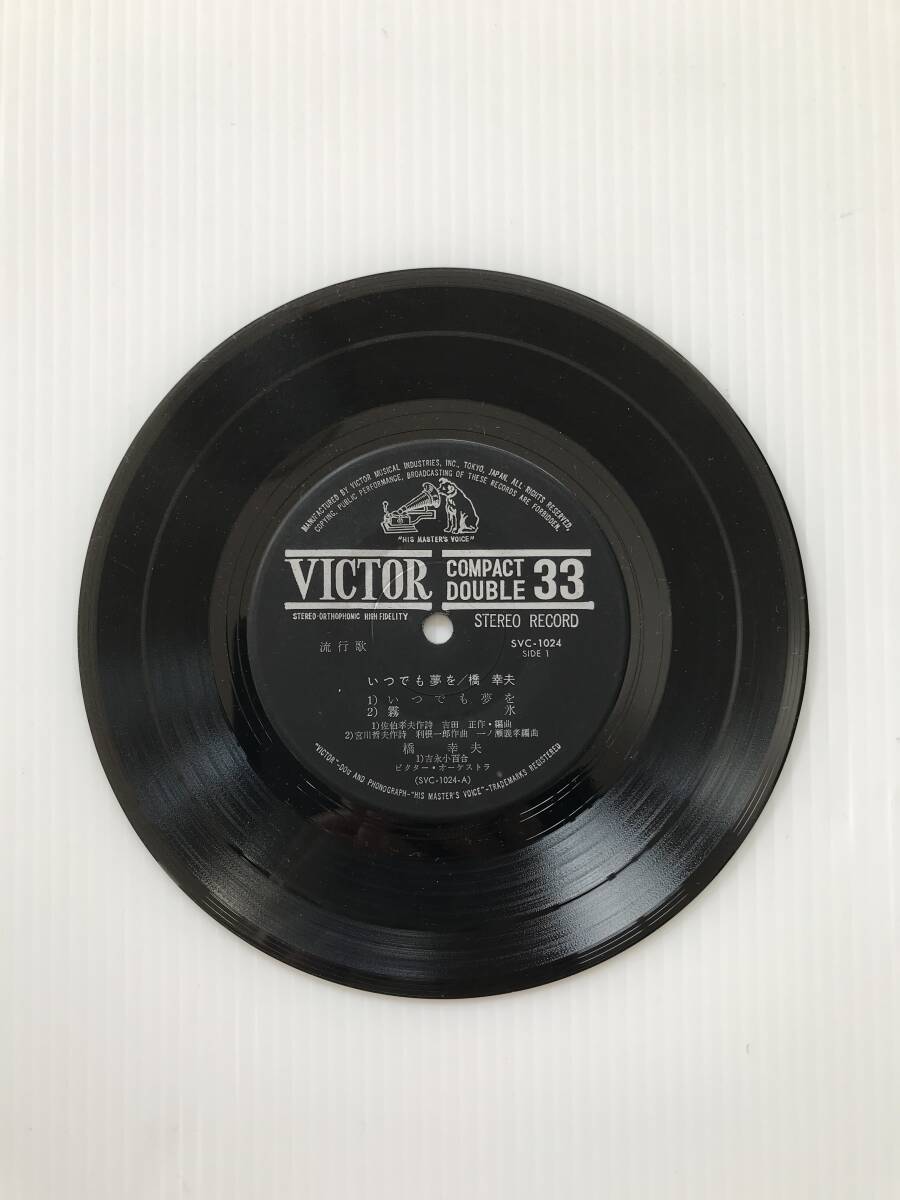 MANUFACTURED BY VICTOR MUSICAL INDUSTRIES, INC., TOKYO, JAPAN. ALL RIGHTS RESERVED.
COPYING, PUBLIC PERFORMANCE, BROADCASTING OF THESE RECORDS ARE FORBIDDEN.
"HIS MASTER'S VOICE"
VICTOR COMPACT DOUBLE 33
STEREO-ORTHOPHONIC HIGH FIDELITY STEREO RECORD
流行歌 SVC-1024
SIDE 1
いつでも夢を/橋 幸夫
1)いつでも夢を
2)霧氷
1)佐伯孝夫作詩 吉田 正作・編曲
2)宮川哲夫作詩 利根一郎作曲 一ノ瀬義孝編曲
橋 幸夫
1)吉永小百合
ビクター・オーケストラ
(SVC-1024-A)
"VICTOR"-DOG AND PHONOGRAPH-"HIS MASTER'S VOICE"-TRADEMARKS REGISTERED